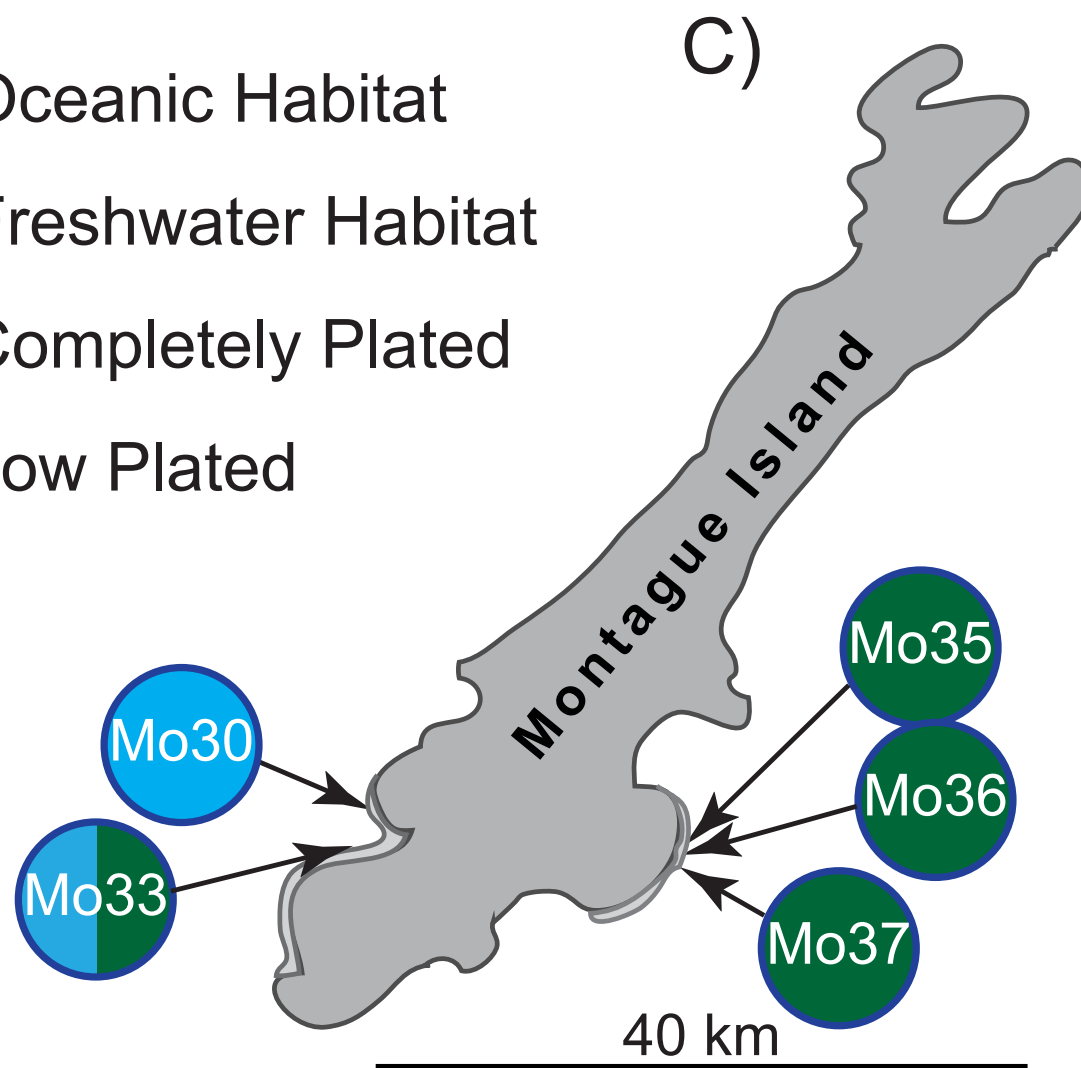 C)
Oceanic Habitat
Freshwater Habitat
Completely Plated
Low Plated
Montague Island
Mo35
Mo30
Mo36
Mo33
Mo37
40 km